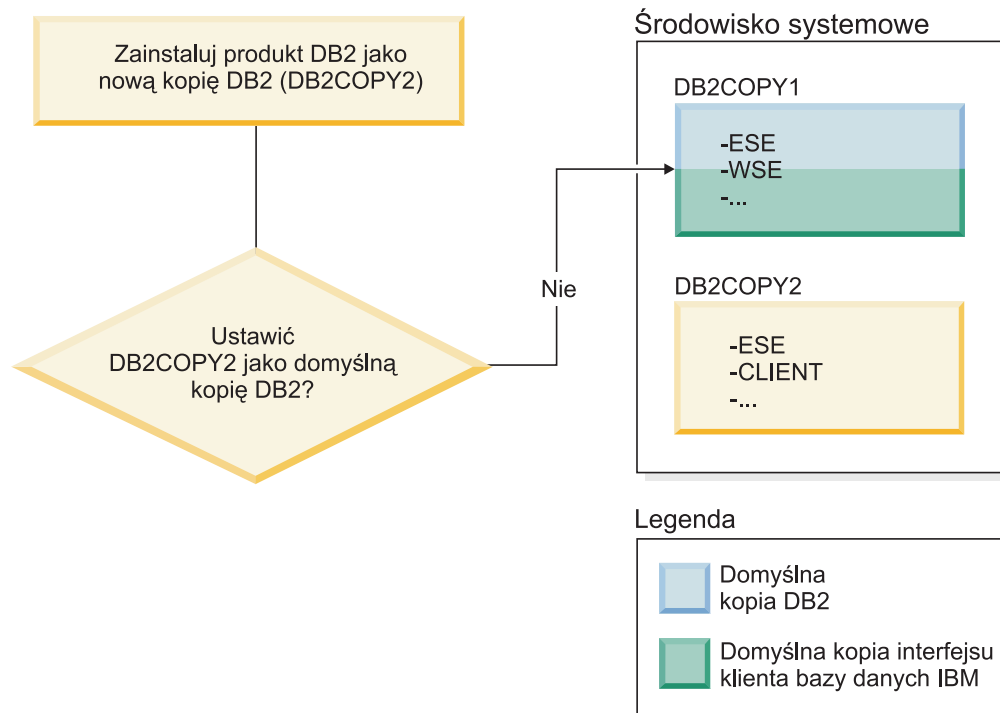 Zainstaluj produkt DB2 jako
nową kopię DB2 (DB2COPY2)
Ustawić
DB2COPY2 jako domyślną
kopię DB2?
Nie
Środowisko systemowe
DB2COPY1
-ESE
-WSE
-...
DB2COPY2
-ESE
-CLIENT
-...
Legenda
Domyślna
kopia DB2
Domyślna kopia interfejsu
klienta bazy danych IBM